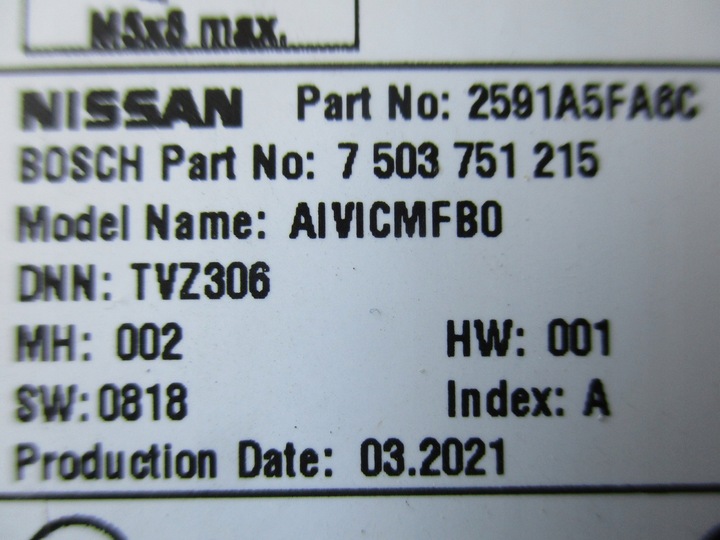 M5x8 max.
NISSAN Part No: 2591A5FA6C
BOSCH Part No: 7 503 751 215
Model Name: AIVICMFB0
DNN: TVZ306
MH: 002 HW: 001
SW:0818 Index: A
Production Date: 03.2021